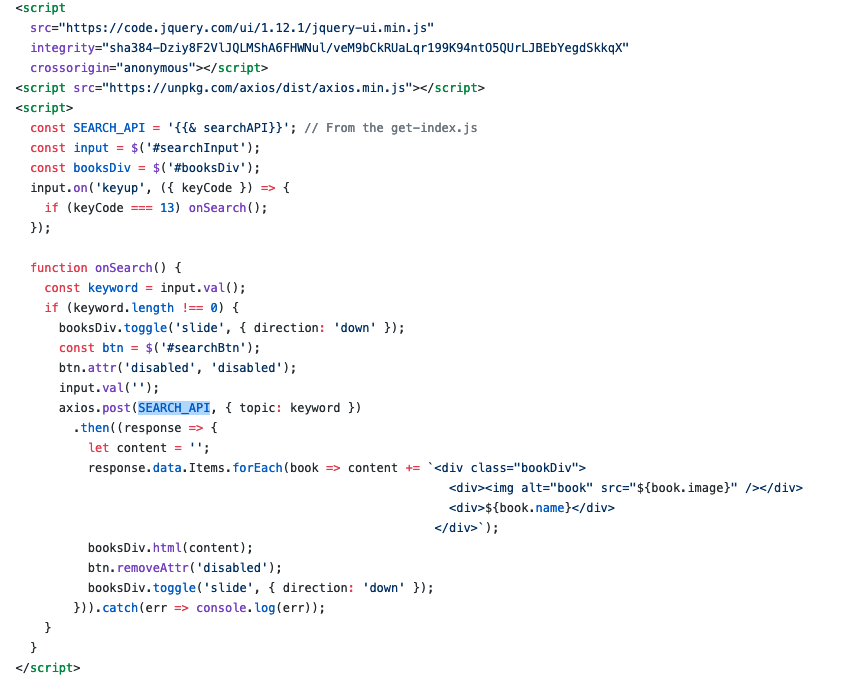 <script
src="https://code.jquery.com/ui/1.12.1/jquery-ui.min.js"
integrity="sha384-Dziy8F2VlJQLMShA6FHWNul/veM9bCkRUaLqr199K94ntO5QUrLJBEbYegdSkkqX"
crossorigin="anonymous"></script>
<script src="https://unpkg.com/axios/dist/axios.min.js"></script>
<script>
const SEARCH_API = '{{& searchAPI}}'; // From the get-index.js
const input = $('#searchInput');
const booksDiv = $('#booksDiv');
input.on('keyup', ({ keyCode }) => {
if (keyCode === 13) onSearch();
});
function onSearch() {
const keyword = input.val();
if (keyword.length !== 0) {
booksDiv.toggle('slide', { direction: 'down' });
const btn = $('#searchBtn');
btn.attr('disabled', 'disabled');
input.val('');
axios.post(SEARCH_API, { topic: keyword })
.then((response => {
let content = '';
response.data.Items.forEach(book => content += `<div class="bookDiv">
<div><img alt="book" src="${book.image}" /></div>
<div>${book.name}</div>
</div>`);
booksDiv.html(content);
btn.removeAttr('disabled');
booksDiv.toggle('slide', { direction: 'down' });
})).catch(err => console.log(err));
}
}
</script>